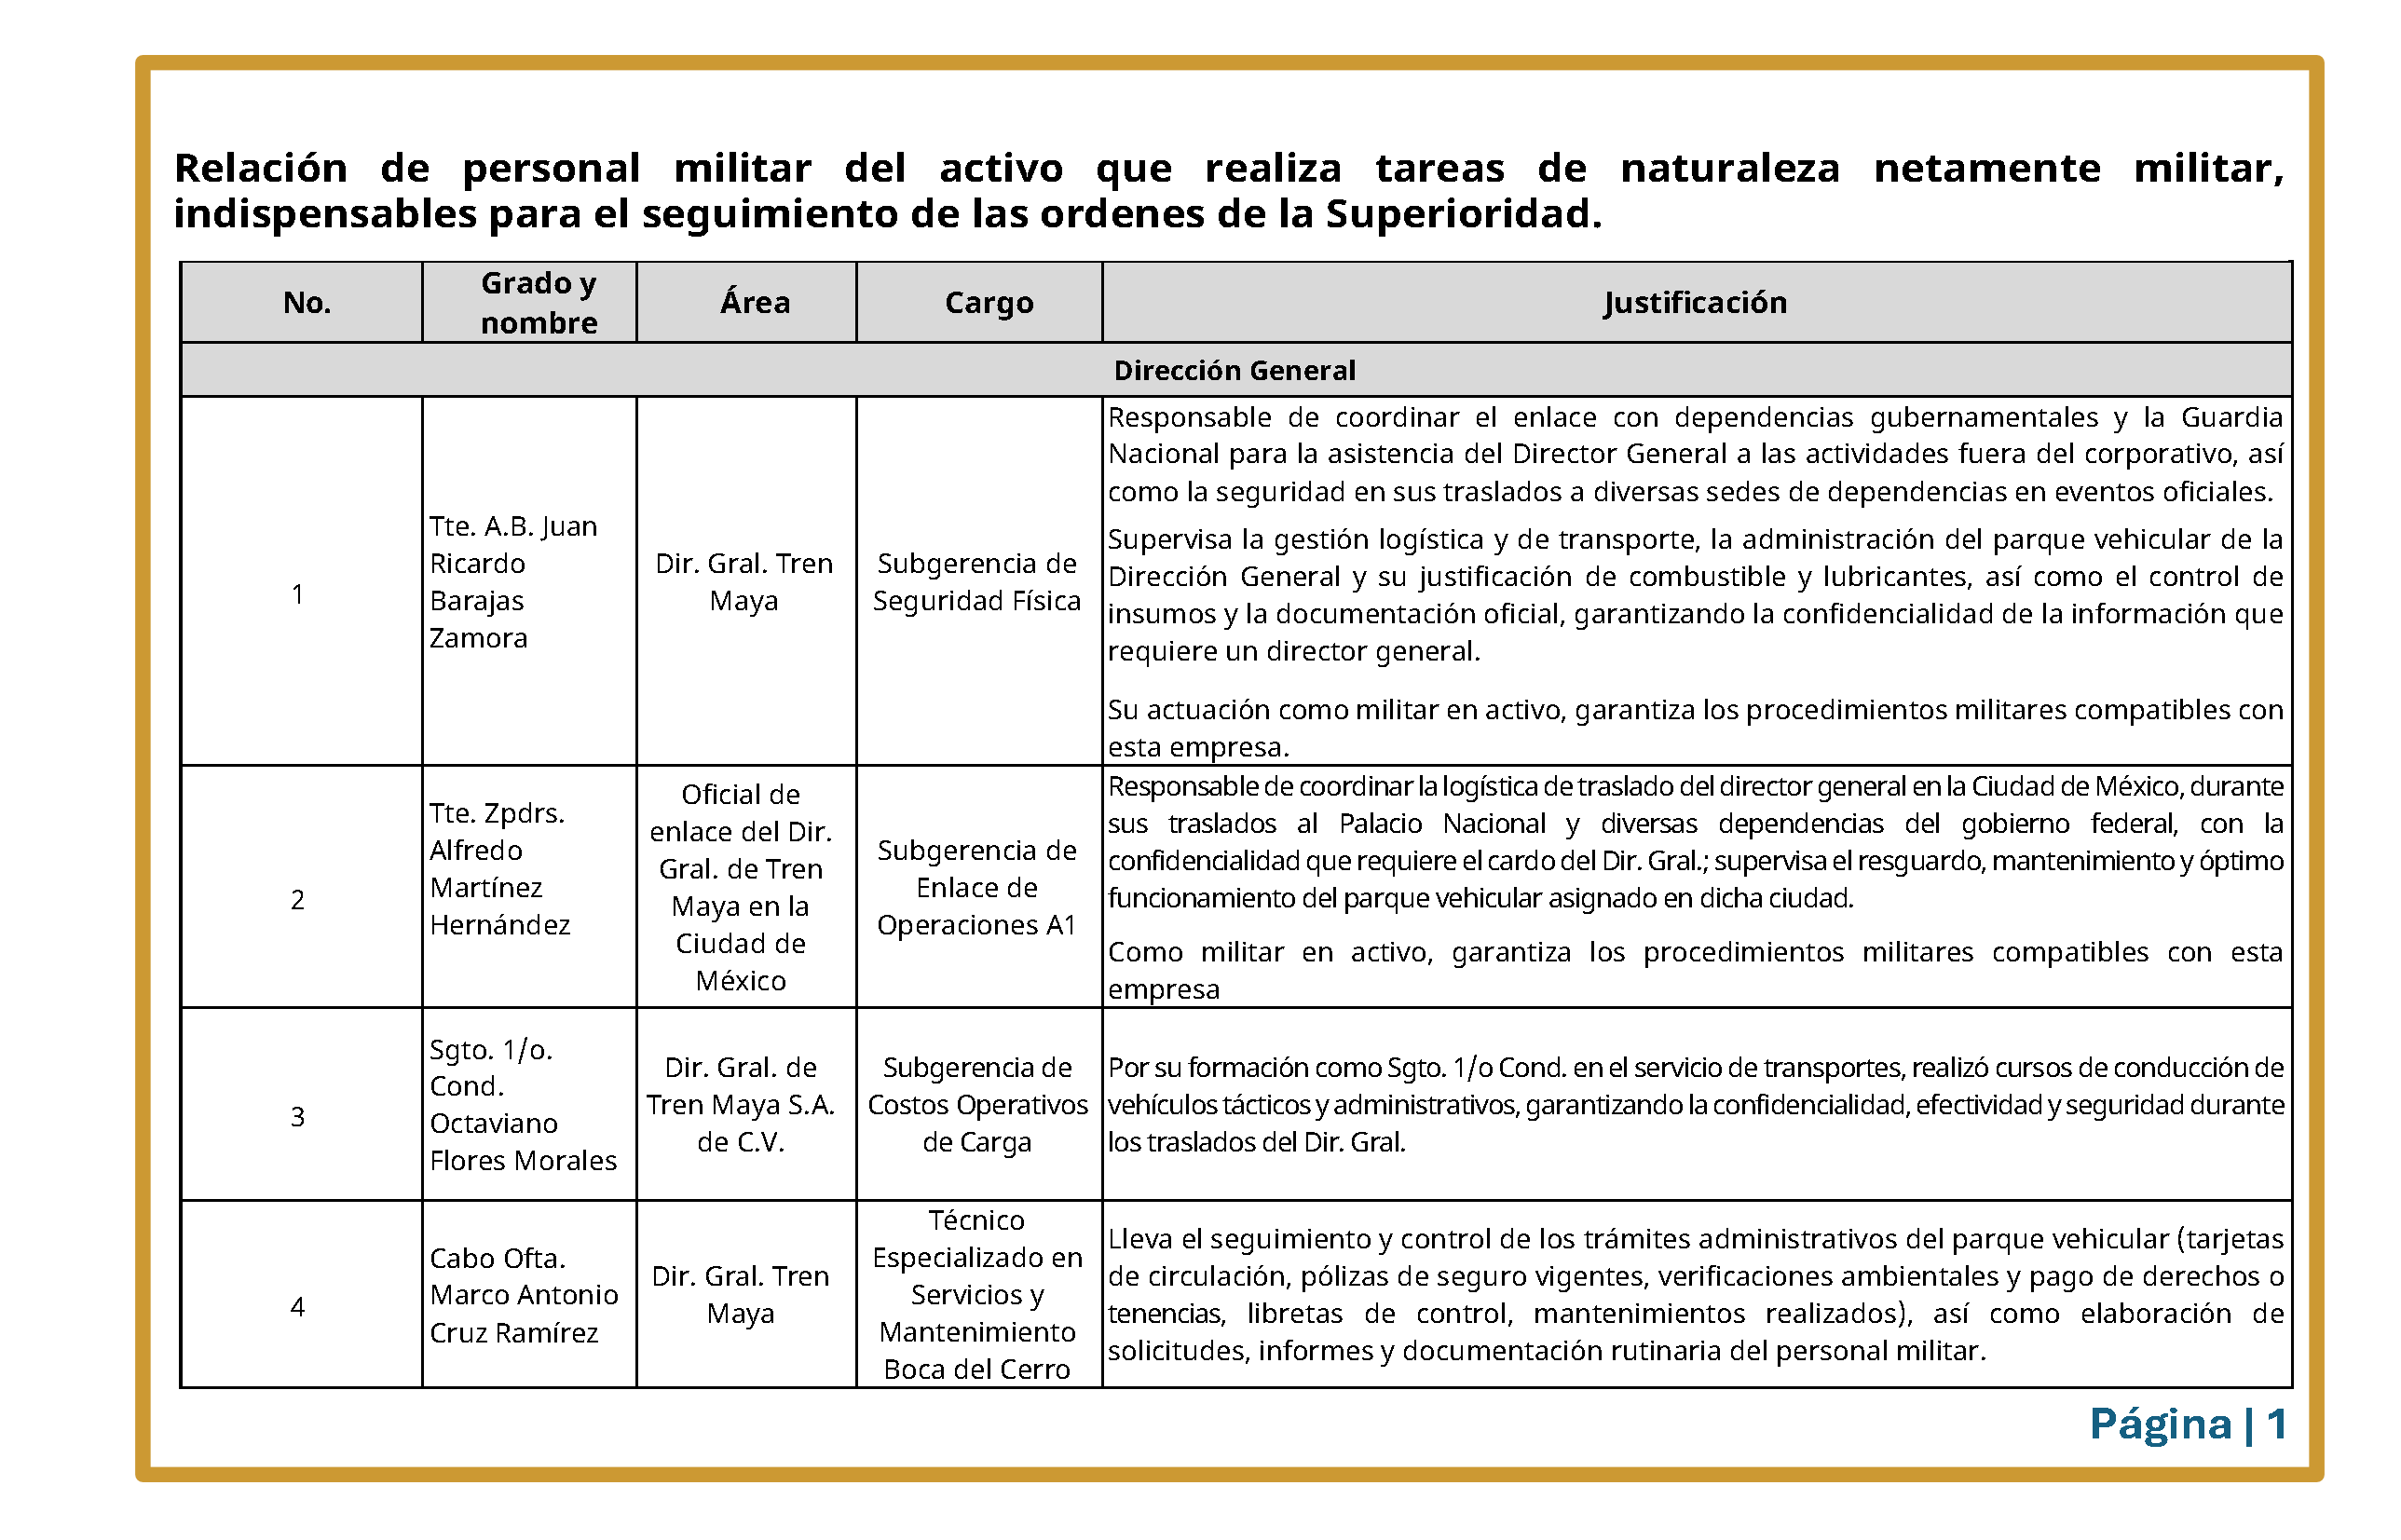 Relación de personal militar del activo que realiza tareas de naturaleza netamente militar,
indispensables para el seguimiento de las ordenes de la Superioridad.
No.
Grado y
nombre
Área
Cargo
Justificación
Dirección General
1
Tte. A.B. Juan
Ricardo
Barajas
Zamora
Dir. Gral. Tren
Maya
Subgerencia de
Seguridad Física
Responsable de coordinar el enlace con dependencias gubernamentales y la Guardia
Nacional para la asistencia del Director General a las actividades fuera del corporativo, así
como la seguridad en sus traslados a diversas sedes de dependencias en eventos oficiales.
Supervisa la gestión logística y de transporte, la administración del parque vehicular de la
Dirección General y su justificación de combustible y lubricantes, así como el control de
insumos y la documentación oficial, garantizando la confidencialidad de la información que
requiere un director general.
Su actuación como militar en activo, garantiza los procedimientos militares compatibles con
esta empresa.
2
Tte. Zpdrs.
Alfredo
Martínez
Hernández
Oficial de
enlace del Dir.
Gral. de Tren
Maya en la
Ciudad de
México
Subgerencia de
Enlace de
Operaciones A1
Responsable de coordinar la logística de traslado del director general en la Ciudad de México, durante
sus traslados al Palacio Nacional y diversas dependencias del gobierno federal, con la
confidencialidad que requiere el cardo del Dir. Gral.; supervisa el resguardo, mantenimiento y óptimo
funcionamiento del parque vehicular asignado en dicha ciudad.
Como militar en activo, garantiza los procedimientos militares compatibles con esta
empresa
3
Sgto. 1/o.
Cond.
Octaviano
Flores Morales
Dir. Gral. de
Tren Maya S.A.
de C.V.
Subgerencia de
Costos Operativos
de Carga
Por su formación como Sgto. 1/o Cond. en el servicio de transportes, realizó cursos de conducción de
vehículos tácticos y administrativos, garantizando la confidencialidad, efectividad y seguridad durante
los traslados del Dir. Gral.
4
Cabo Ofta.
Marco Antonio
Cruz Ramírez
Dir. Gral. Tren
Maya
Técnico
Especializado en
Servicios y
Mantenimiento
Boca del Cerro
Lleva el seguimiento y control de los trámites administrativos del parque vehicular (tarjetas
de circulación, pólizas de seguro vigentes, verificaciones ambientales y pago de derechos o
tenencias, libretas de control, mantenimientos realizados), así como elaboración de
solicitudes, informes y documentación rutinaria del personal militar.
Página | 1